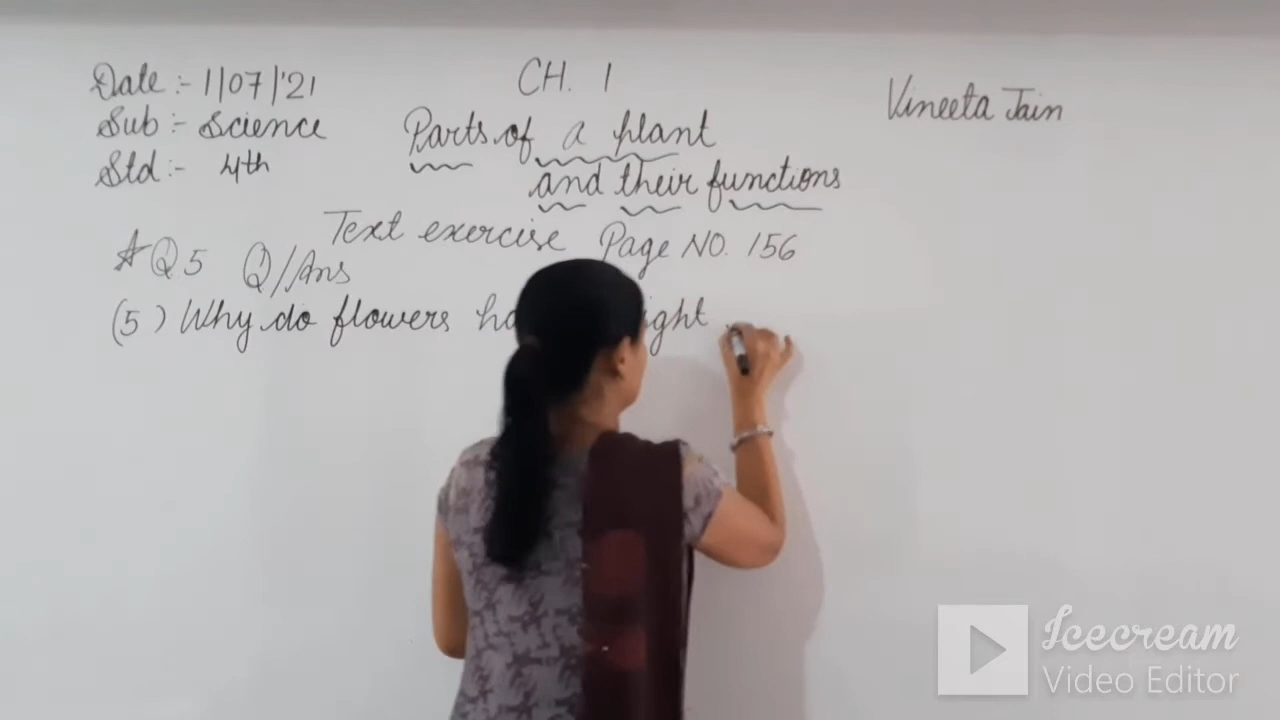 Date :- 1/07/'21
Sub :- Science
Std :- 4th
CH. 1
Parts of a plant
and their functions
Vineeta Jain
Text exercise Page NO. 156
*Q5 Q/Ans
(5) Why do flowers
Icecream
Video Editor